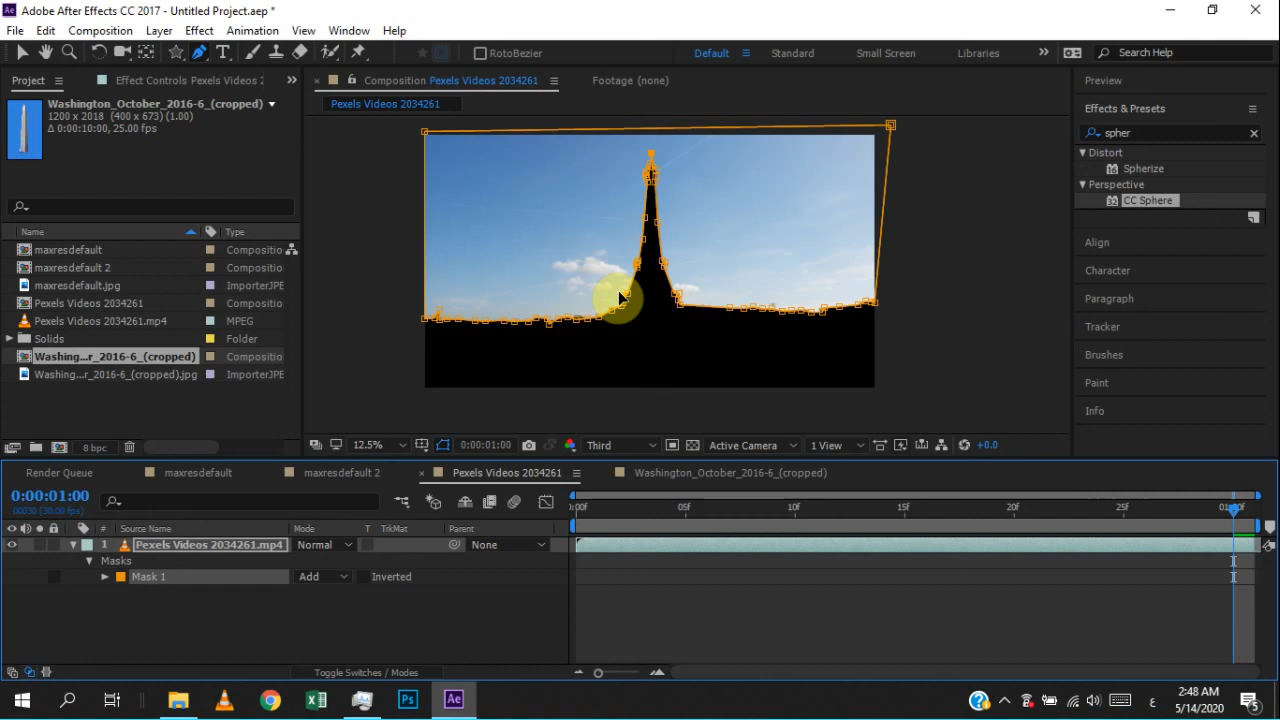 Ae Adobe After Effects CC 2017 - Untitled Project.aep *
File Edit Composition Layer Effect Animation View Window Help
T RotoBezier Default Standard Small Screen Libraries Search Help
Project Effect Controls Pexels Videos 2 Composition Pexels Videos 2034261 Footage (none) Preview
Washington_October_2016-6_(cropped)
1200 x 2018 (400 x 673) (1.00)
Δ 0:00:10:00, 25.00 fps
Pexels Videos 2034261
Effects & Presets
spher
Distort
Spherize
Perspective
CC Sphere
Name Type
maxresdefault Compositio
maxresdefault 2 Compositio
maxresdefault.jpg ImporterJPE
Pexels Videos 2034261 Compositio
Pexels Videos 2034261.mp4 MPEG
Solids Folder
Washing...r_2016-6_(cropped) Compositio
Washing...r_2016-6_(cropped).jpg ImporterJPE
Align
Character
Paragraph
Tracker
Brushes
Paint
Info
8 bpc
12.5% 0:00:01:00 Third Active Camera 1 View +0.0
Render Queue maxresdefault maxresdefault 2 Pexels Videos 2034261 Washington_October_2016-6_(cropped)
0:00:01:00
00030 (30.00 fps)
:00f 05f 10f 15f 20f 25f 01:00f
# Source Name Mode T TrkMat Parent
1 Pexels Videos 2034261.mp4 Normal None
Masks
Mask 1 Add Inverted
Toggle Switches / Modes
Ps Ae
ع
2:48 AM
5/14/2020
5